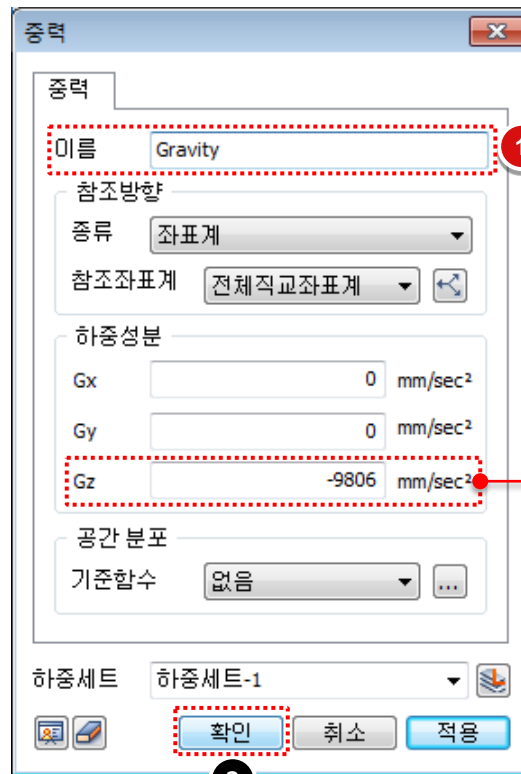 중력
중력
이름 Gravity
1
참조방향
종류 좌표계
참조좌표계 전체직교좌표계
하중성분
Gx 0 mm/sec²
Gy 0 mm/sec²
Gz -9806 mm/sec²
공간 분포
기준함수 없음 ...
하중세트 하중세트-1
확인 취소 적용